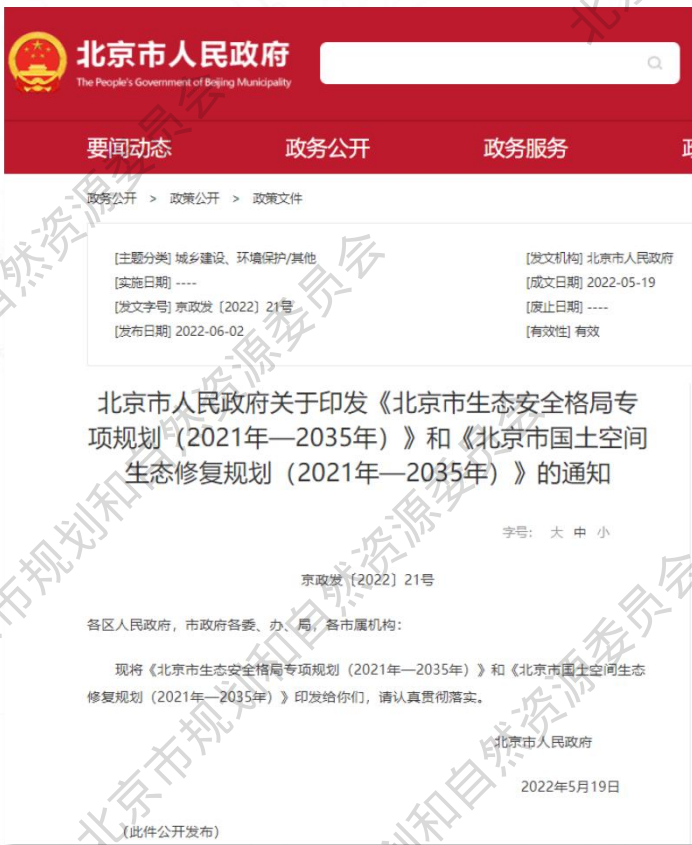 北京市人民政府
The People's Government of Beijing Municipality
要闻动态 政务公开 政务服务
政务公开 > 政策公开 > 政策文件
[主题分类] 城乡建设、环境保护/其他 [发文机构] 北京市人民政府
[实施日期] ---- [成文日期] 2022-05-19
[发文字号] 京政发〔2022〕21号 [废止日期] ----
[发布日期] 2022-06-02 [有效性] 有效
北京市人民政府关于印发《北京市生态安全格局专
项规划（2021年—2035年）》和《北京市国土空间
生态修复规划（2021年—2035年）》的通知
字号: 大 中 小
京政发〔2022〕21号
各区人民政府，市政府各委、办、局，各市属机构：
现将《北京市生态安全格局专项规划（2021年—2035年）》和《北京市国土空间生态
修复规划（2021年—2035年）》印发给你们，请认真贯彻落实。
北京市人民政府
2022年5月19日
（此件公开发布）
北京市规划和自然资源委员会